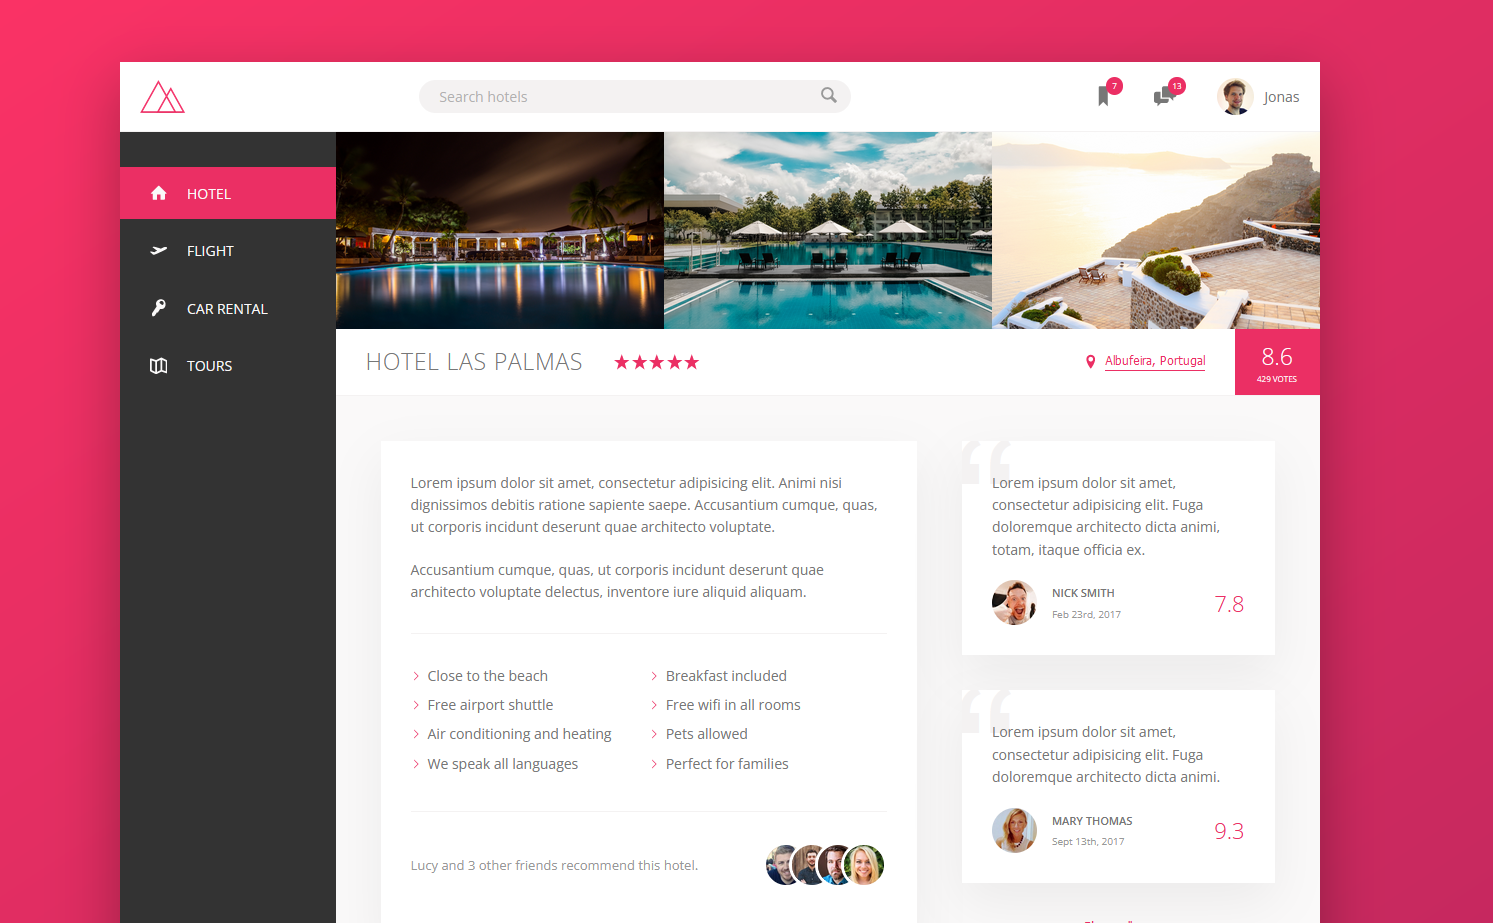 Search hotels
7
13
Jonas
HOTEL
FLIGHT
CAR RENTAL
TOURS
HOTEL LAS PALMAS
Albufeira, Portugal
8.6
429 VOTES
Lorem ipsum dolor sit amet, consectetur adipisicing elit. Animi nisi
dignissimos debitis ratione sapiente saepe. Accusantium cumque, quas,
ut corporis incidunt deserunt quae architecto voluptate.
Accusantium cumque, quas, ut corporis incidunt deserunt quae
architecto voluptate delectus, inventore iure aliquid aliquam.
Close to the beach
Free airport shuttle
Air conditioning and heating
We speak all languages
Breakfast included
Free wifi in all rooms
Pets allowed
Perfect for families
Lucy and 3 other friends recommend this hotel.
“
Lorem ipsum dolor sit amet,
consectetur adipisicing elit. Fuga
doloremque architecto dicta animi,
totam, itaque officia ex.
NICK SMITH
Feb 23rd, 2017
7.8
“
Lorem ipsum dolor sit amet,
consectetur adipisicing elit. Fuga
doloremque architecto dicta animi.
MARY THOMAS
Sept 13th, 2017
9.3